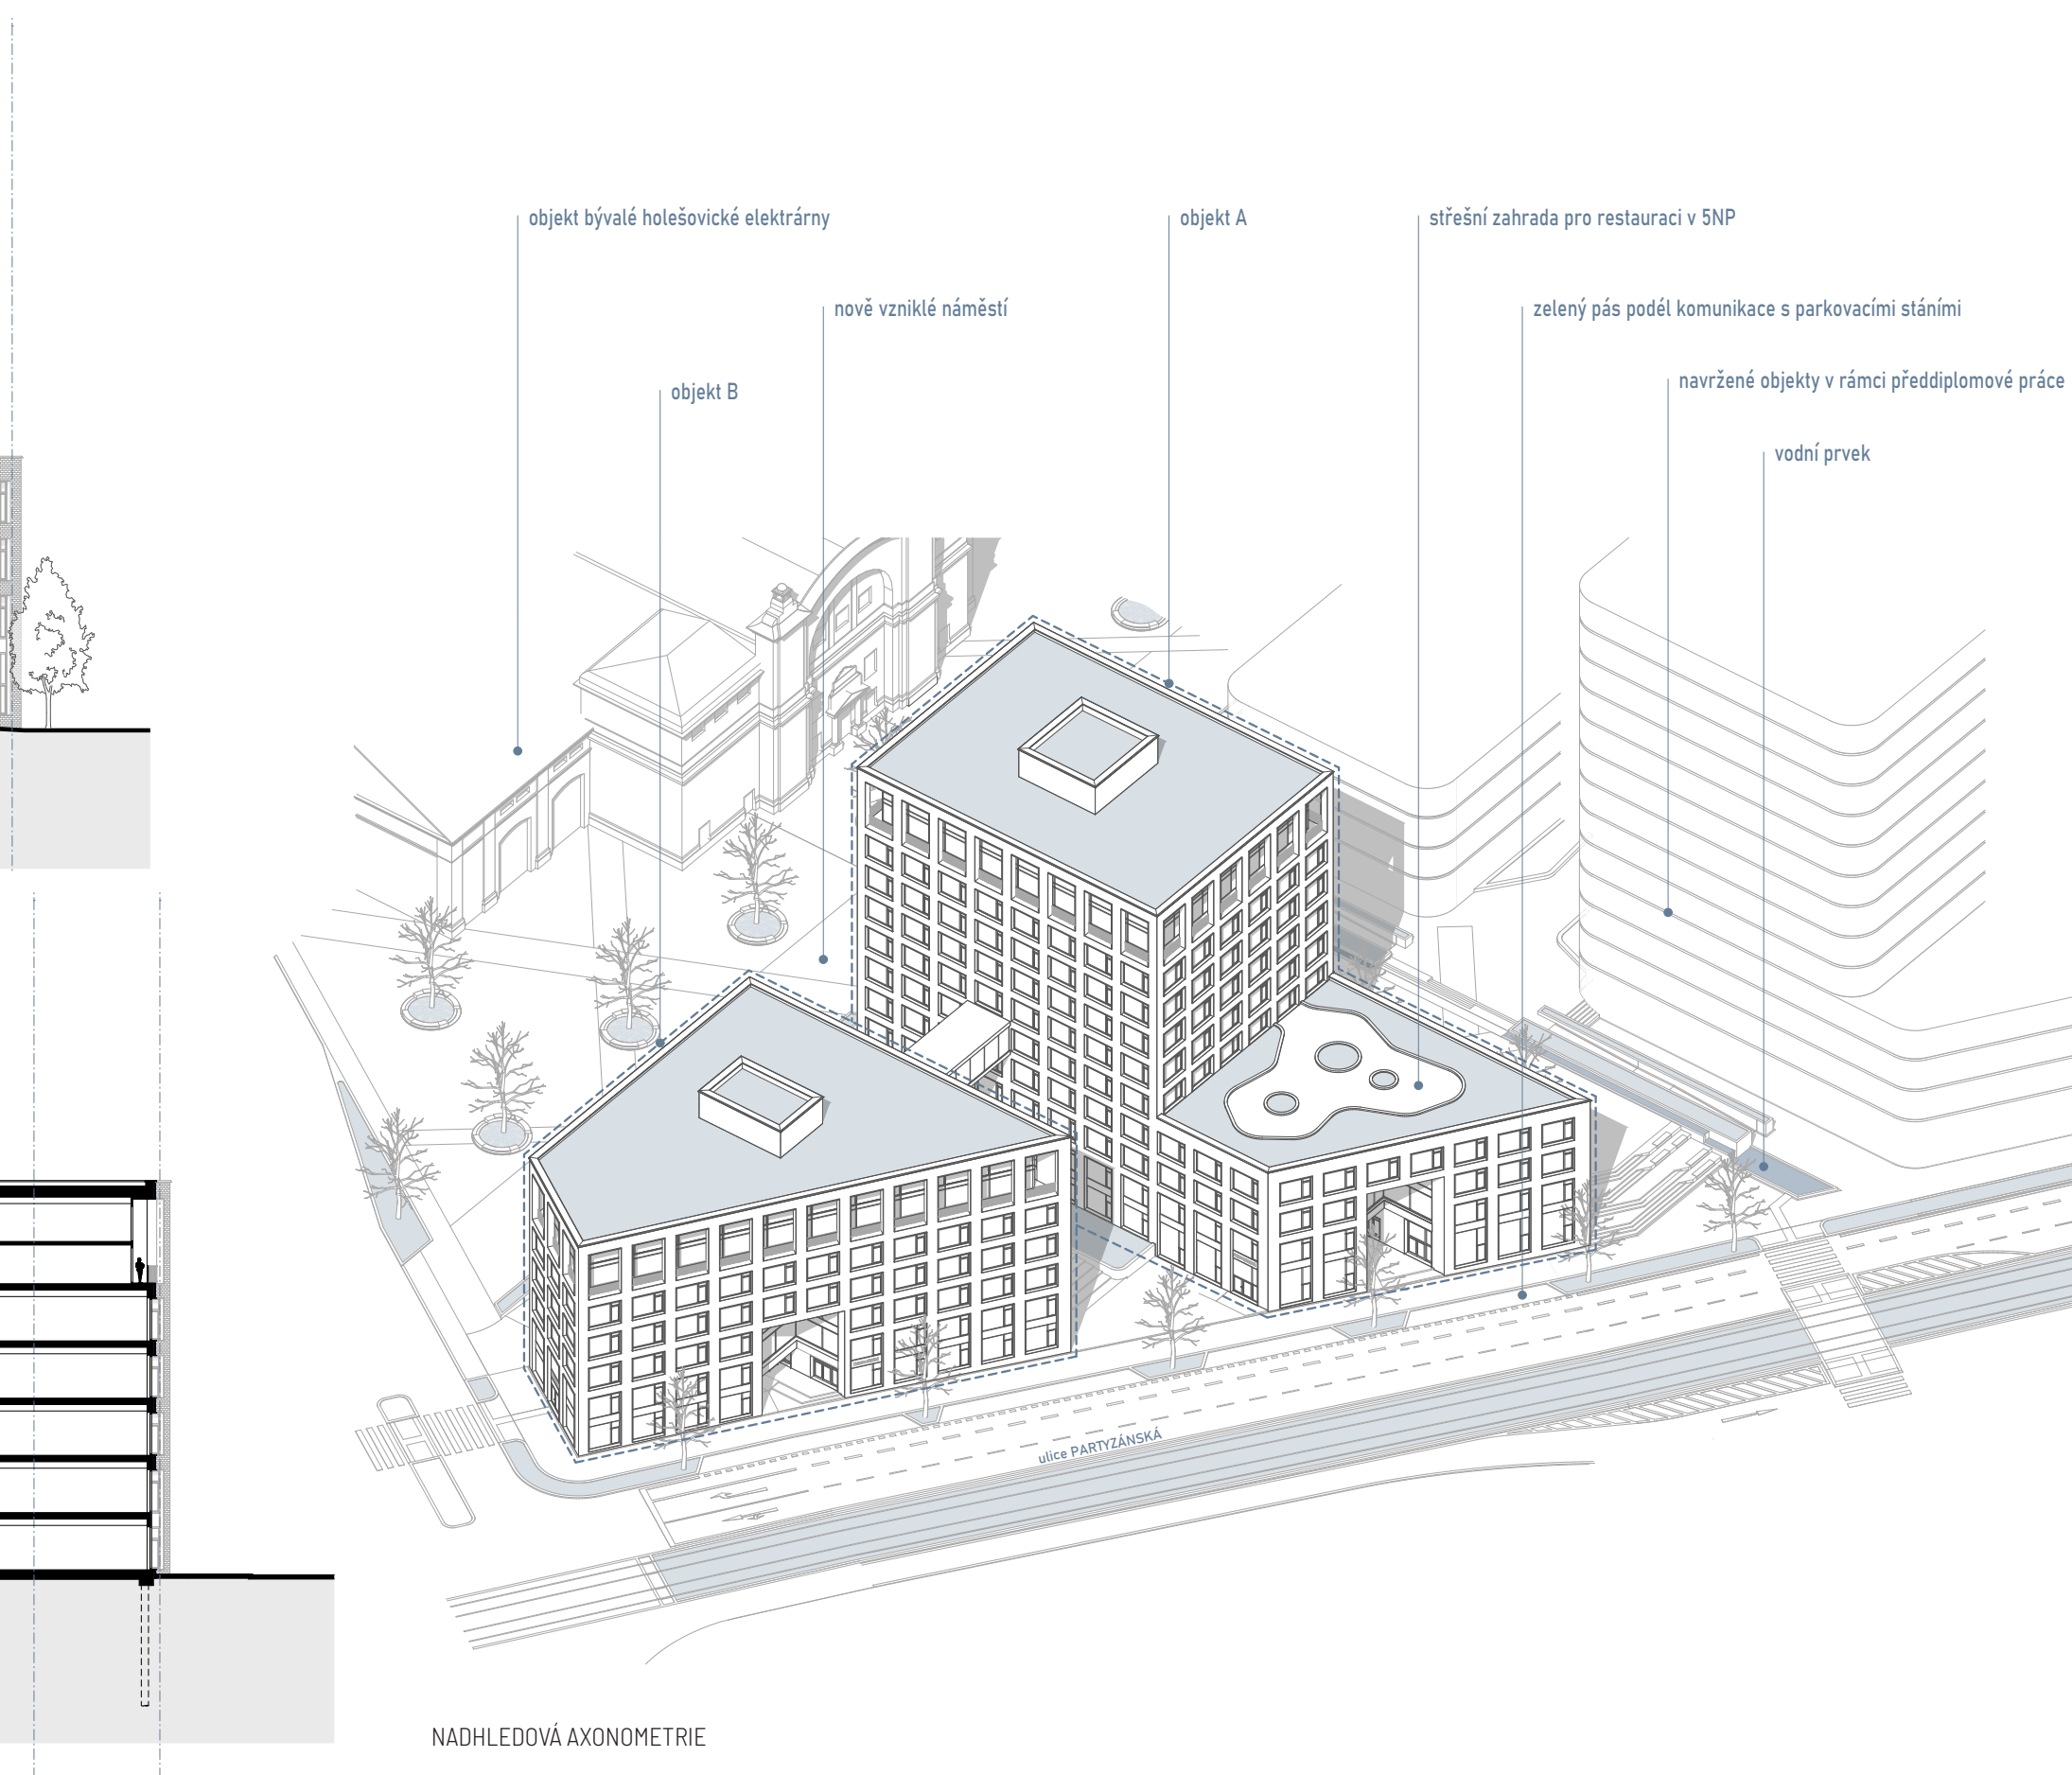 objekt bývalé holešovické elektrárny
objekt A
střešní zahrada pro restauraci v 5NP
nově vzniklé náměstí
zelený pás podél komunikace s parkovacími stáními
objekt B
navržené objekty v rámci předdiplomové práce
vodní prvek
ulice PARTYZÁNSKÁ
NADHLEDOVÁ AXONOMETRIE